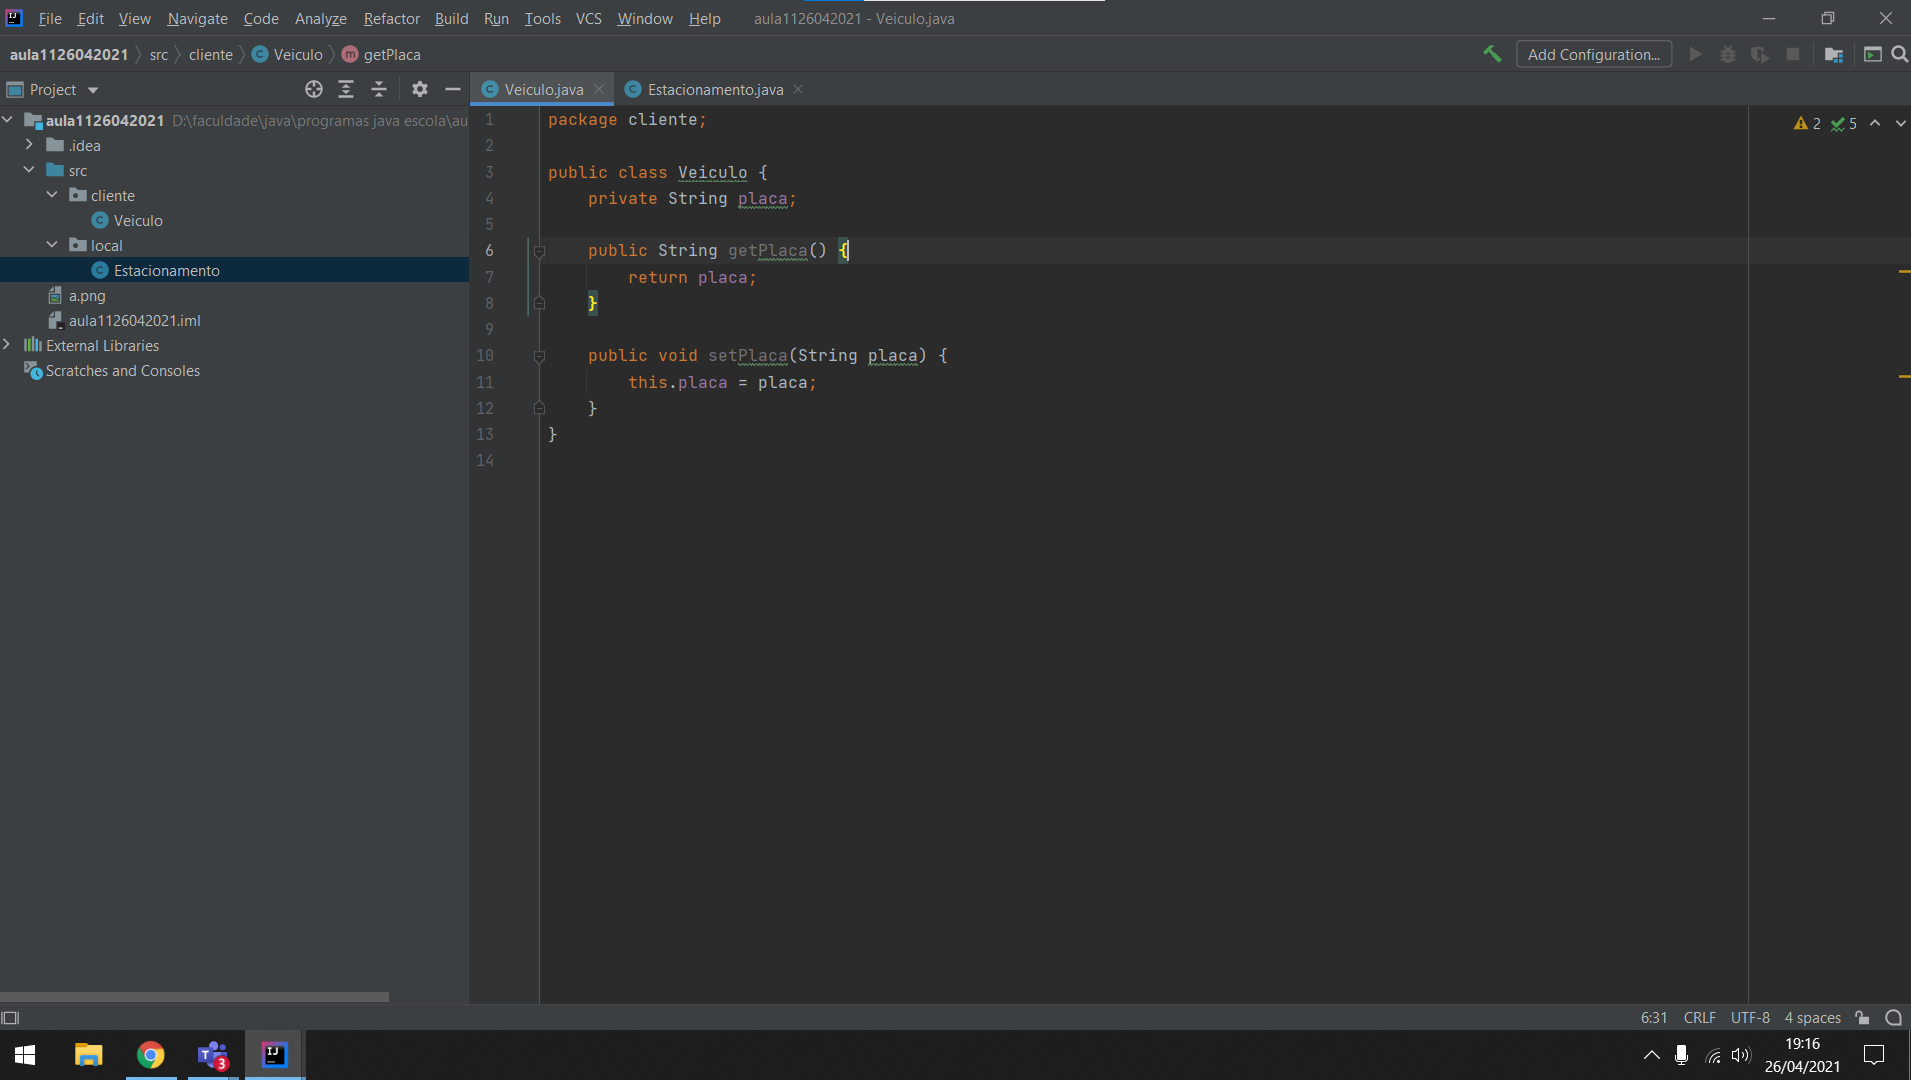 File Edit View Navigate Code Analyze Refactor Build Run Tools VCS Window Help aula1126042021 - Veiculo.java
aula1126042021 src cliente C Veiculo m getPlaca
Add Configuration...
Project
aula1126042021 D:\faculdade\java\programas java escola\au
.idea
src
cliente
C Veiculo
local
C Estacionamento
a.png
aula1126042021.iml
External Libraries
Scratches and Consoles
C Veiculo.java C Estacionamento.java
2 5
1 package cliente;
2
3 public class Veiculo {
4 private String placa;
5
6 public String getPlaca() {
7 return placa;
8 }
9
10 public void setPlaca(String placa) {
11 this.placa = placa;
12 }
13 }
14
6:31 CRLF UTF-8 4 spaces
T 3 IJ
19:16
26/04/2021